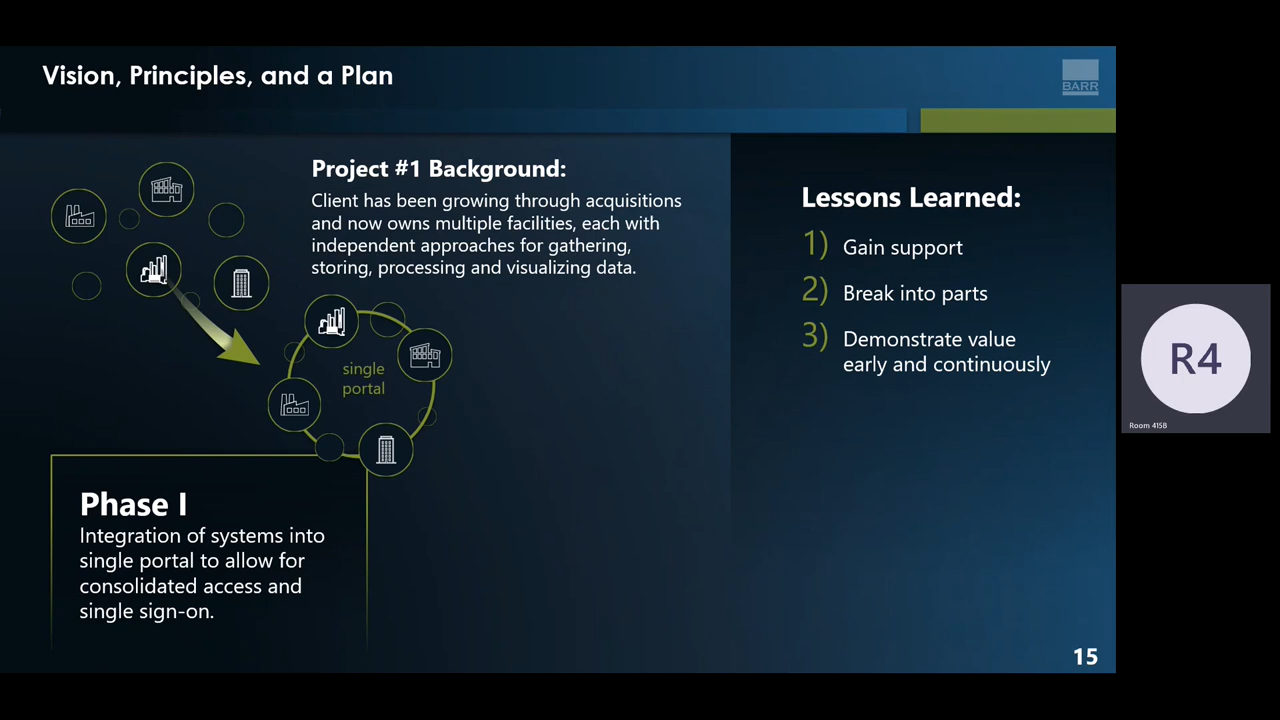 Vision, Principles, and a Plan
BARR
Project #1 Background:
Client has been growing through acquisitions
and now owns multiple facilities, each with
independent approaches for gathering,
storing, processing and visualizing data.
single
portal
Phase I
Integration of systems into
single portal to allow for
consolidated access and
single sign-on.
Lessons Learned:
1) Gain support
2) Break into parts
3) Demonstrate value
early and continuously
15
R4
Room 415B